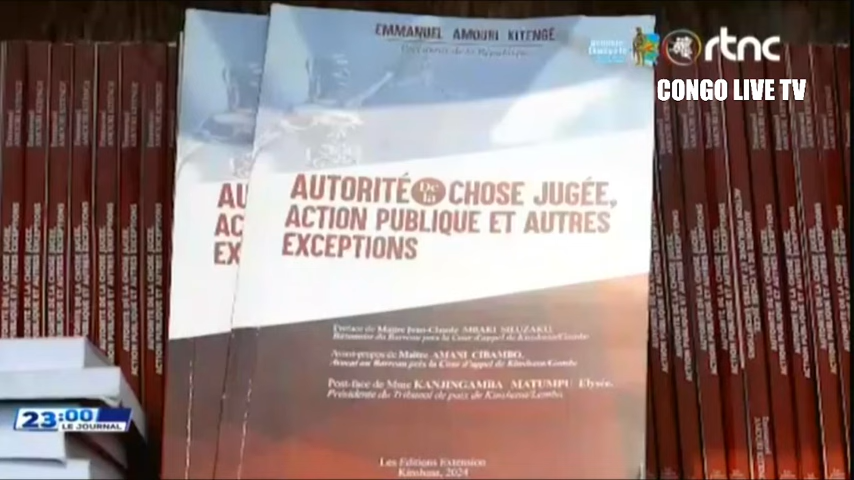 EMMANUEL AMOURI KITENGE
rtnc
CONGO LIVE TV
AUTORITÉ De la CHOSE JUGÉE,
ACTION PUBLIQUE ET AUTRES
EXCEPTIONS
Préface de Maître Jean-Claude MBAKI
Bâtonnier du Barreau près la Cour d'appel de Kinshasa/Gombe
Avant-propos de Maître AMANI CIBAMBO,
Avocat au Barreau près la Cour d'appel de Kinshasa/Gombe
Post-face de Mme KANJINGAMBA MATUMPU Elysée,
Présidente du Tribunal de paix de Kinshasa/Lemba
Les Editions Extension
Kinshasa, 2024
23:00
LE JOURNAL